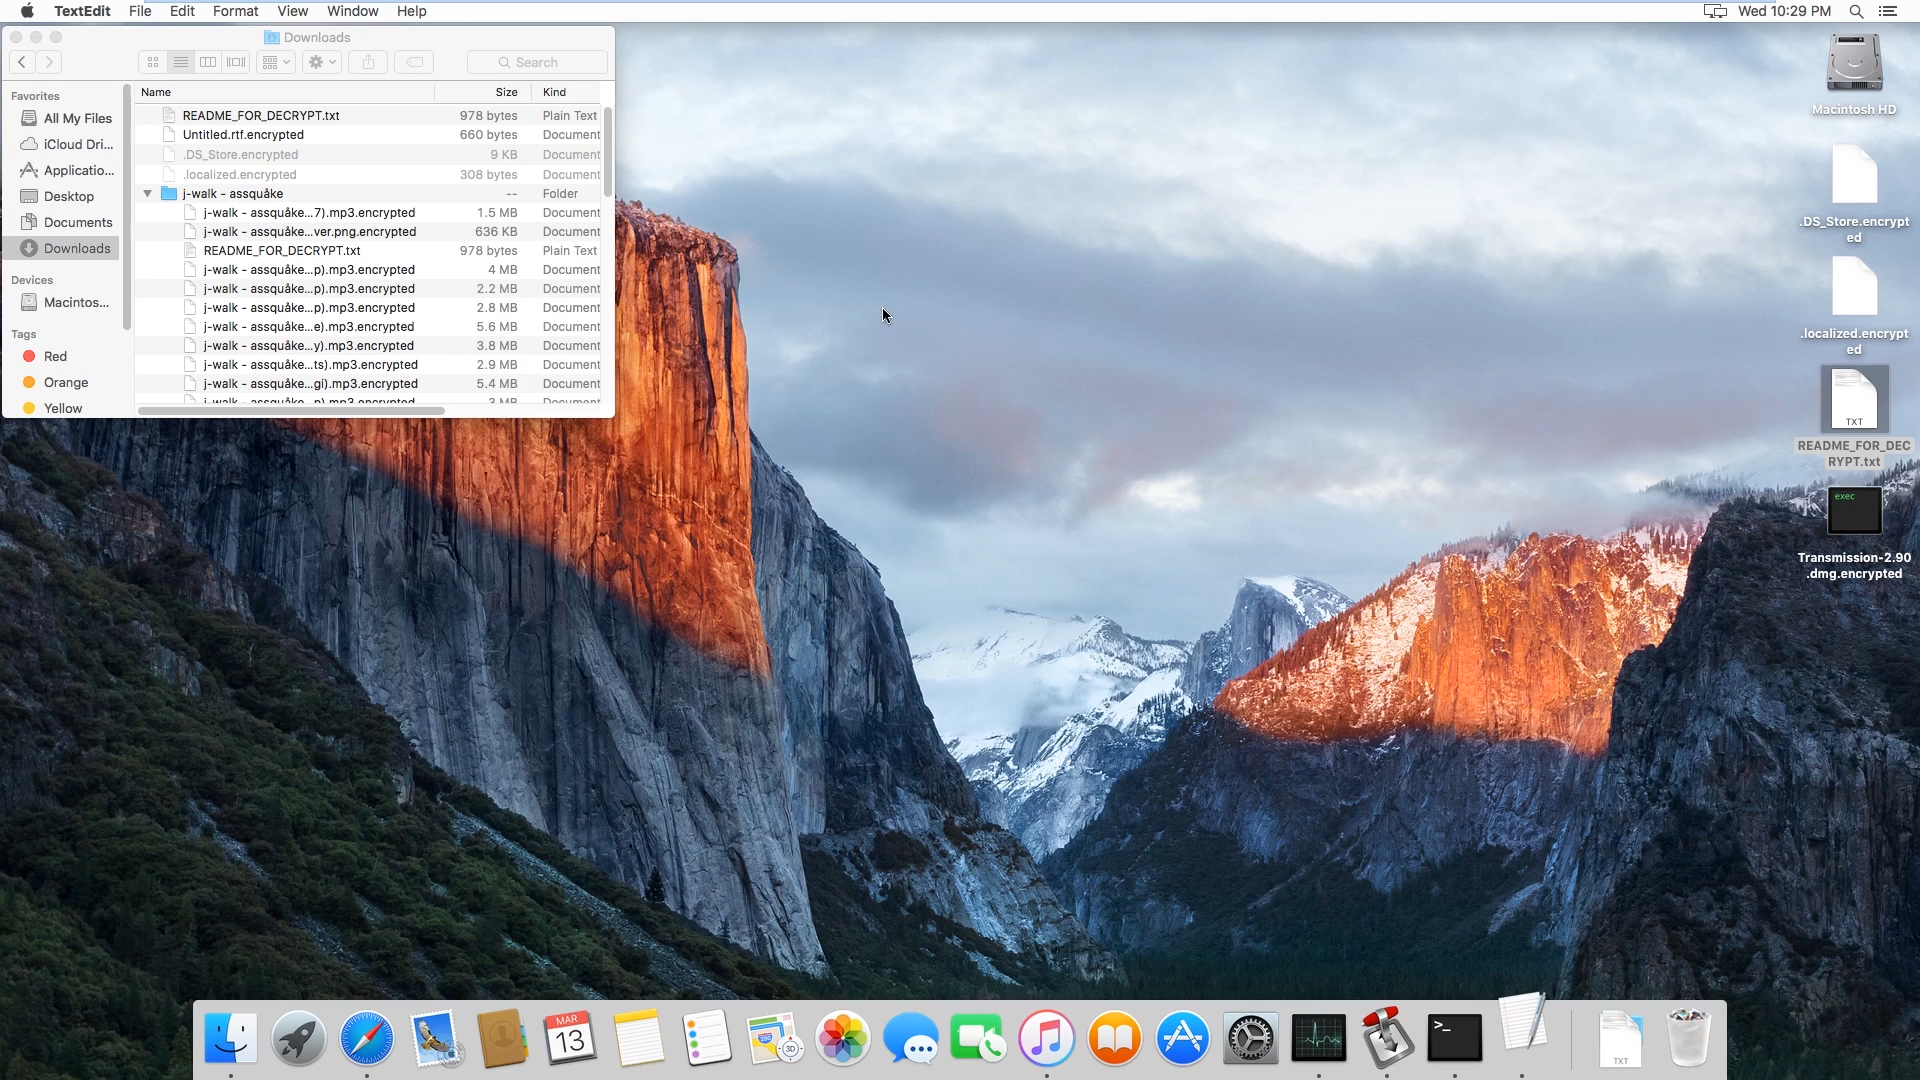 TextEdit File Edit Format View Window Help Wed 10:29 PM
Downloads
Search
Favorites
All My Files
iCloud Dri...
Applicatio...
Desktop
Documents
Downloads
Devices
Macintos...
Tags
Red
Orange
Yellow
Name Size Kind
README_FOR_DECRYPT.txt 978 bytes Plain Text
Untitled.rtf.encrypted 660 bytes Document
.DS_Store.encrypted 9 KB Document
.localized.encrypted 308 bytes Document
j-walk - assquåke -- Folder
j-walk - assquåke...7).mp3.encrypted 1.5 MB Document
j-walk - assquåke...ver.png.encrypted 636 KB Document
README_FOR_DECRYPT.txt 978 bytes Plain Text
j-walk - assquåke...p).mp3.encrypted 4 MB Document
j-walk - assquåke...p).mp3.encrypted 2.2 MB Document
j-walk - assquåke...p).mp3.encrypted 2.8 MB Document
j-walk - assquåke...e).mp3.encrypted 5.6 MB Document
j-walk - assquåke...y).mp3.encrypted 3.8 MB Document
j-walk - assquåke...ts).mp3.encrypted 2.9 MB Document
j-walk - assquåke...gi).mp3.encrypted 5.4 MB Document
Macintosh HD
.DS_Store.encrypt
ed
.localized.encrypt
ed
TXT
README_FOR_DEC
RYPT.txt
exec
Transmission-2.90
.dmg.encrypted
MAR
13
280
3D
>_
TXT